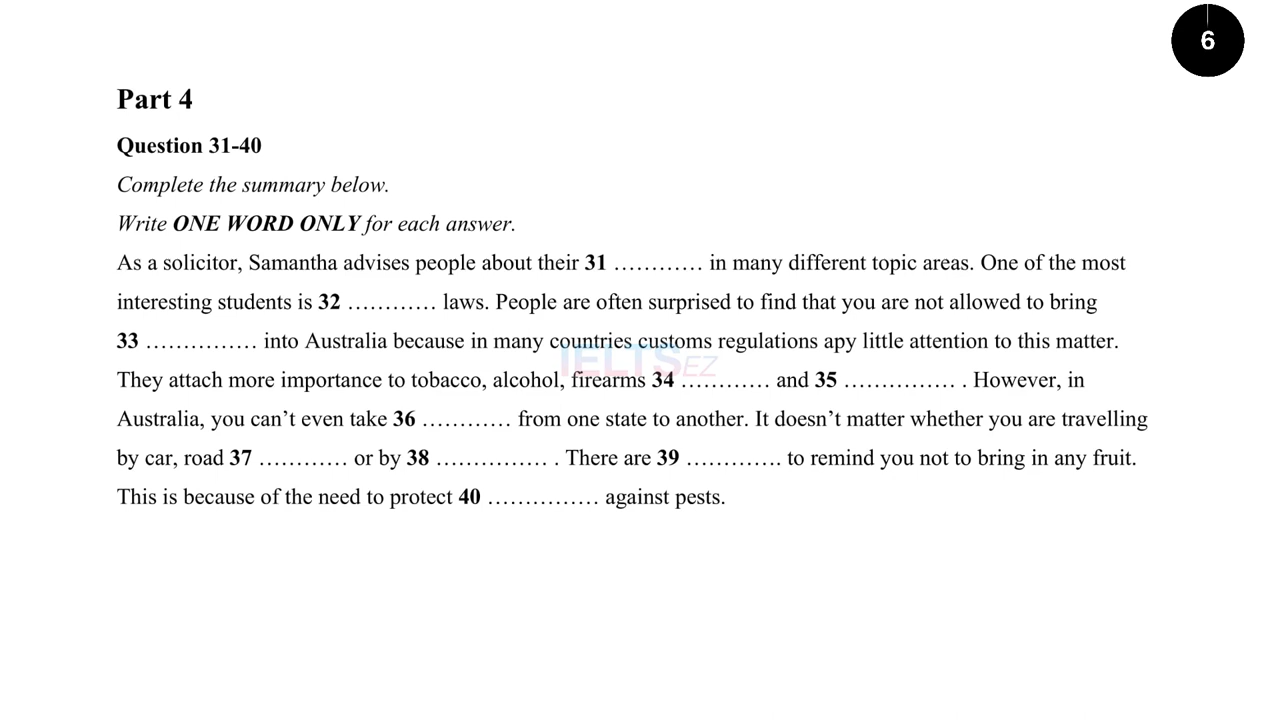 6
Part 4
Question 31-40
Complete the summary below.
Write ONE WORD ONLY for each answer.
As a solicitor, Samantha advises people about their 31 ………… in many different topic areas. One of the most
interesting students is 32 ………… laws. People are often surprised to find that you are not allowed to bring
33 …………… into Australia because in many countries customs regulations apy little attention to this matter.
They attach more importance to tobacco, alcohol, firearms 34 ………… and 35 …………… . However, in
Australia, you can’t even take 36 ………… from one state to another. It doesn’t matter whether you are travelling
by car, road 37 ………… or by 38 …………… . There are 39 …………. to remind you not to bring in any fruit.
This is because of the need to protect 40 …………… against pests.
IELTSEZ